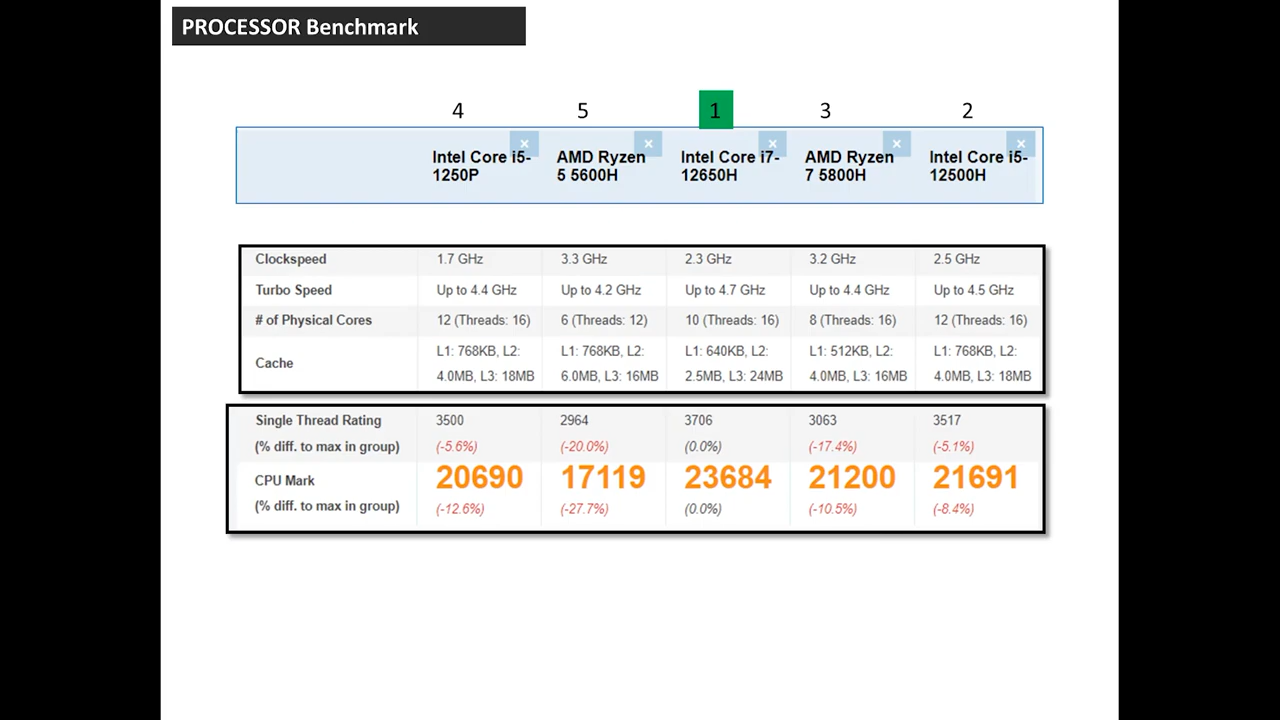 PROCESSOR Benchmark
4 5 1 3 2
× × × × ×
Intel Core i5- AMD Ryzen Intel Core i7- AMD Ryzen Intel Core i5-
1250P 5 5600H 12650H 7 5800H 12500H
Clockspeed 1.7 GHz 3.3 GHz 2.3 GHz 3.2 GHz 2.5 GHz
Turbo Speed Up to 4.4 GHz Up to 4.2 GHz Up to 4.7 GHz Up to 4.4 GHz Up to 4.5 GHz
# of Physical Cores 12 (Threads: 16) 6 (Threads: 12) 10 (Threads: 16) 8 (Threads: 16) 12 (Threads: 16)
L1: 768KB, L2: L1: 768KB, L2: L1: 640KB, L2: L1: 512KB, L2: L1: 768KB, L2:
Cache
4.0MB, L3: 18MB 6.0MB, L3: 16MB 2.5MB, L3: 24MB 4.0MB, L3: 16MB 4.0MB, L3: 18MB
Single Thread Rating 3500 2964 3706 3063 3517
(% diff. to max in group) (-5.6%) (-20.0%) (0.0%) (-17.4%) (-5.1%)
CPU Mark 20690 17119 23684 21200 21691
(% diff. to max in group) (-12.6%) (-27.7%) (0.0%) (-10.5%) (-8.4%)